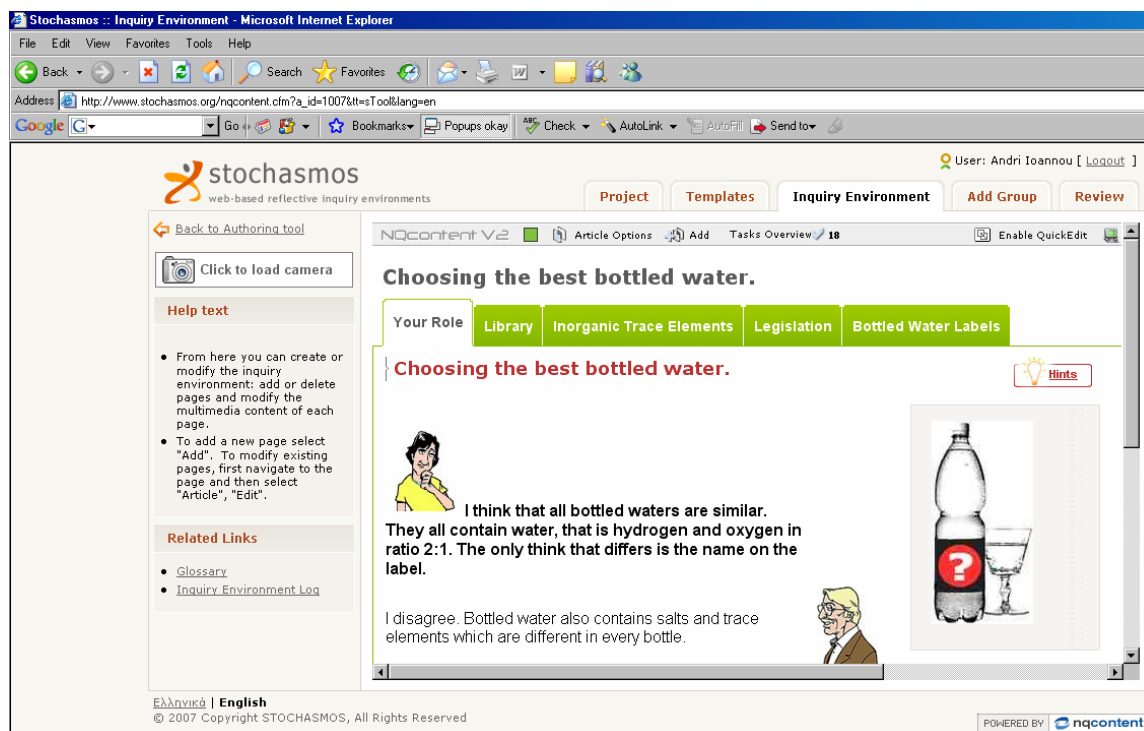 Stochasmos :: Inquiry Environment - Microsoft Internet Explorer
File Edit View Favorites Tools Help
Back Search Favorites
Address http://www.stochasmos.org/nqcontent.cfm?a_id=1007&tt=sTool&lang=en
Google G Go Bookmarks Popups okay ABC Check AutoLink AutoFill Send to
User: Andri Ioannou [ Logout ]
stochasmos
web-based reflective inquiry environments
Project Templates Inquiry Environment Add Group Review
Back to Authoring tool
NQcontent V2 Article Options Add Tasks Overview 18 Enable QuickEdit
Click to load camera
Choosing the best bottled water.
Help text
Your Role Library Inorganic Trace Elements Legislation Bottled Water Labels
From here you can create or
modify the inquiry
environment: add or delete
pages and modify the
multimedia content of each
page.
To add a new page select
"Add". To modify existing
pages, first navigate to the
page and then select
"Article", "Edit".
Choosing the best bottled water.
Hints
I think that all bottled waters are similar.
They all contain water, that is hydrogen and oxygen in
ratio 2:1. The only think that differs is the name on the
label.
?
Related Links
Glossary
Inquiry Environment Log
I disagree. Bottled water also contains salts and trace
elements which are different in every bottle.
Ελληνικά | English
© 2007 Copyright STOCHASMOS, All Rights Reserved
POWERED BY nqcontent